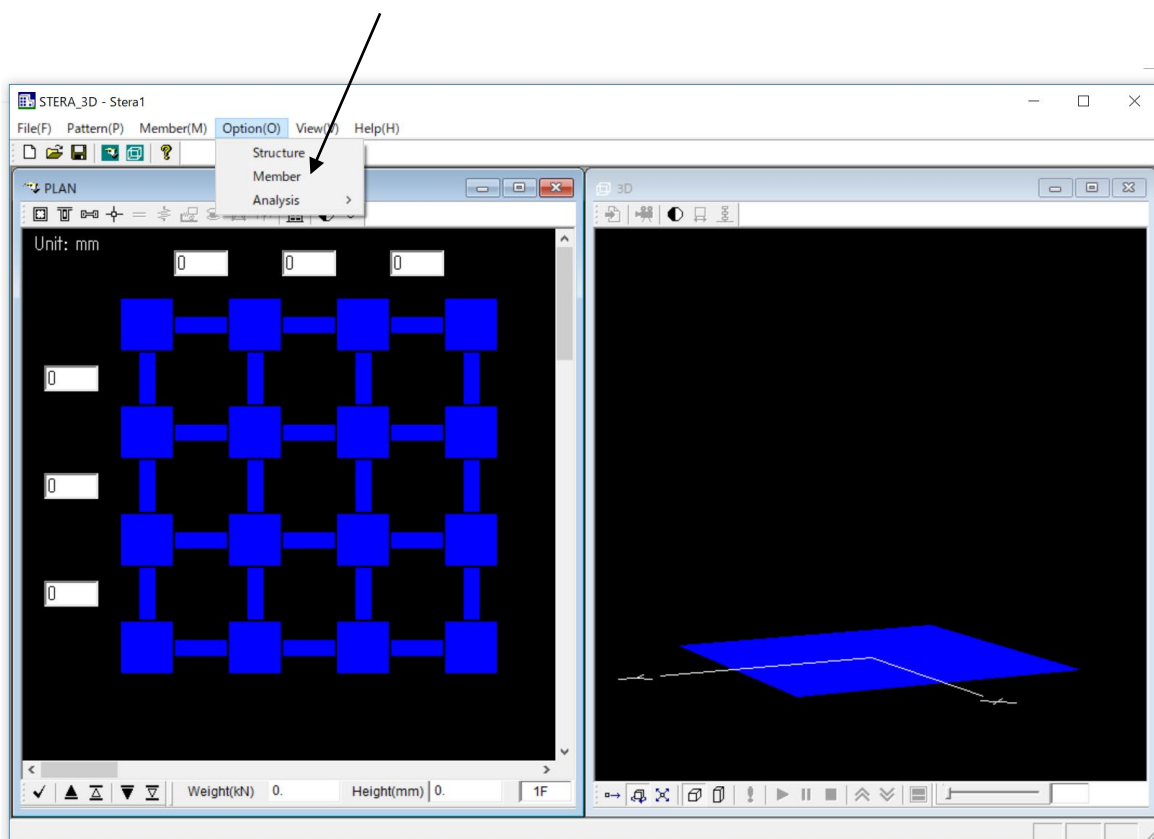 STERA_3D - Stera1
File(F) Pattern(P) Member(M) Option(O) View(V) Help(H)
Structure
Member
Analysis
PLAN
3D
Unit: mm
0 0 0
0
0
0
Weight(kN) 0. Height(mm) 0. 1F